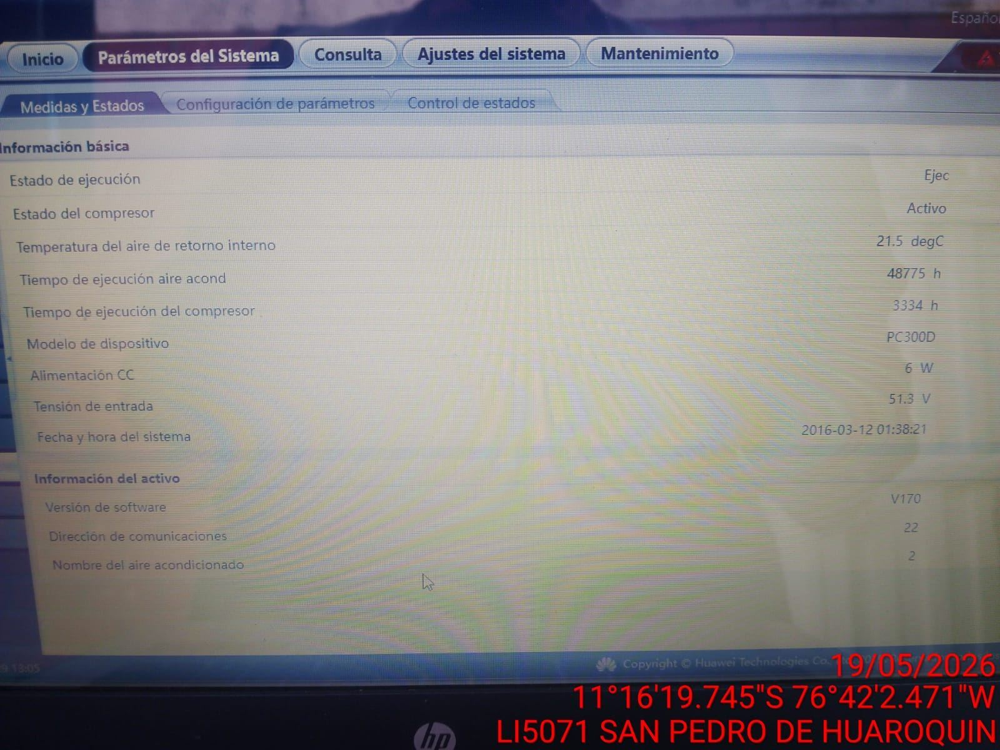 Español
Inicio
Parámetros del Sistema
Consulta
Ajustes del sistema
Mantenimiento
Medidas y Estados
Configuración de parámetros
Control de estados
Información básica
Estado de ejecución Ejec
Estado del compresor Activo
Temperatura del aire de retorno interno 21.5 degC
Tiempo de ejecución aire acond 48775 h
Tiempo de ejecución del compresor 3334 h
Modelo de dispositivo PC300D
Alimentación CC 6 W
Tensión de entrada 51.3 V
Fecha y hora del sistema 2016-03-12 01:38:21
Información del activo
Versión de software V170
Dirección de comunicaciones 22
Nombre del aire acondicionado 2
9 13:05
Copyright © Huawei Technologies Co.,
19/05/2026
11°16'19.745"S 76°42'2.471"W
LI5071 SAN PEDRO DE HUAROQUIN
hp